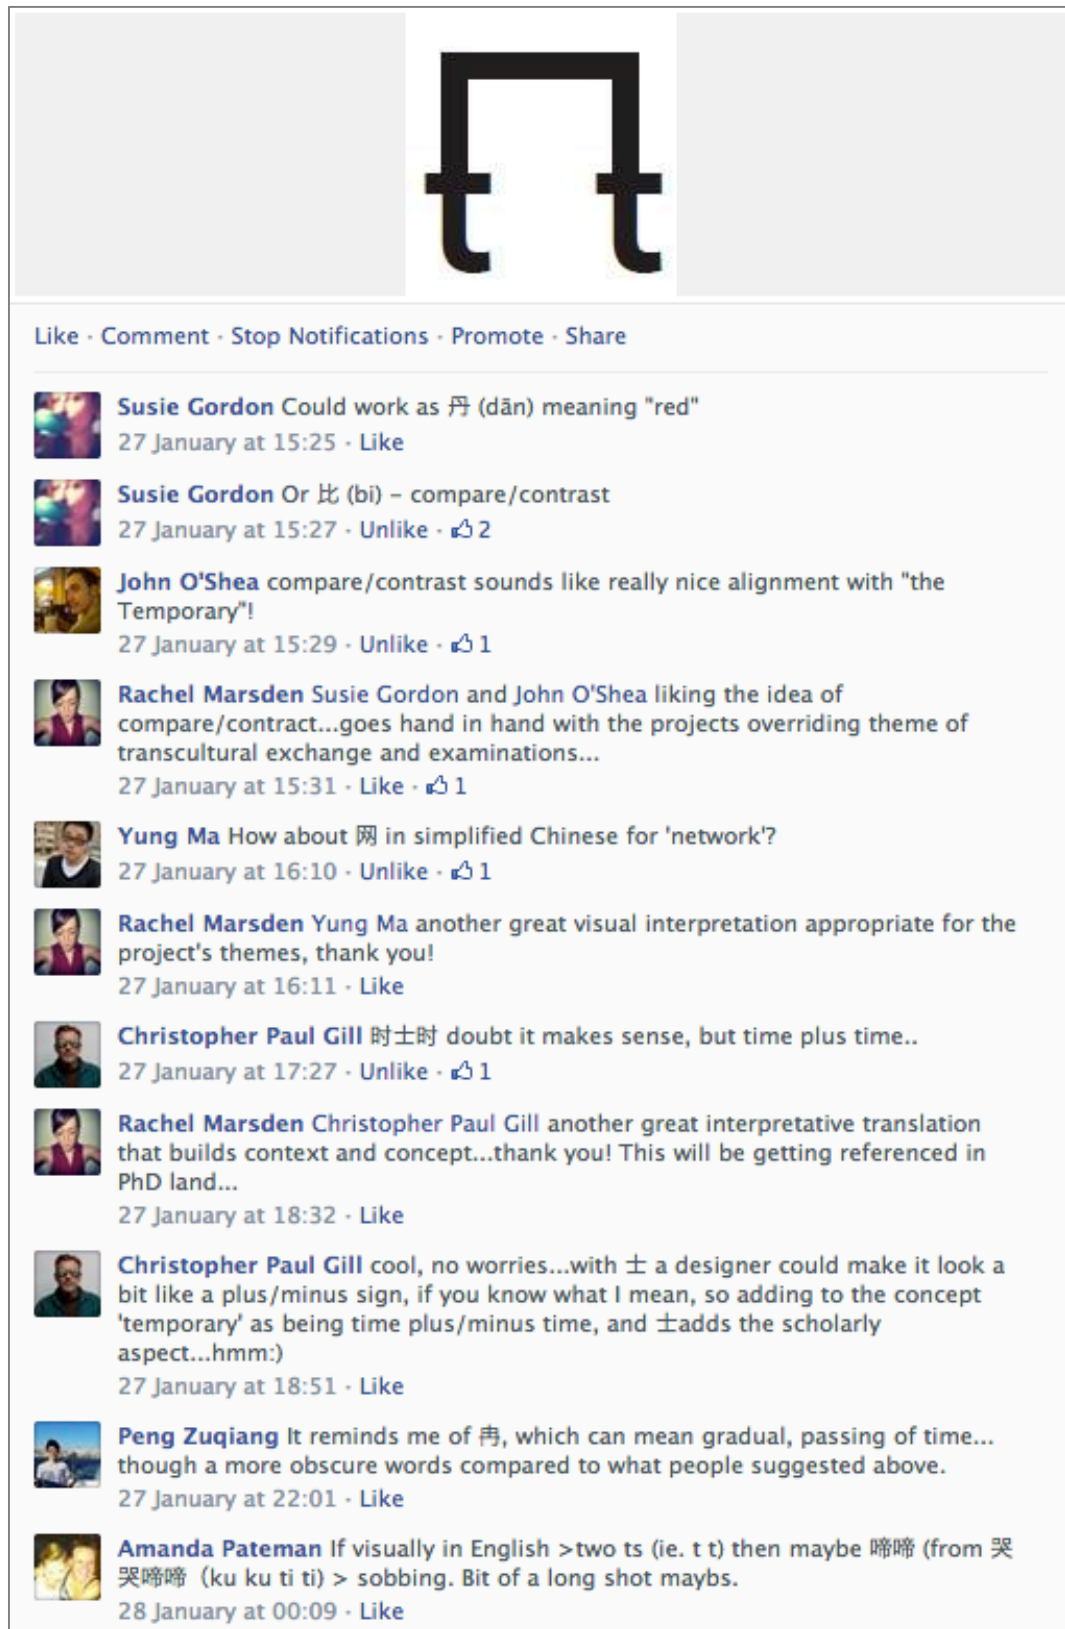 t t
Like · Comment · Stop Notifications · Promote · Share
Susie Gordon Could work as 丹 (dān) meaning "red"
27 January at 15:25 · Like
Susie Gordon Or 比 (bi) – compare/contrast
27 January at 15:27 · Unlike · 2
John O'Shea compare/contrast sounds like really nice alignment with "the
Temporary"!
27 January at 15:29 · Unlike · 1
Rachel Marsden Susie Gordon and John O'Shea liking the idea of
compare/contract...goes hand in hand with the projects overriding theme of
transcultural exchange and examinations...
27 January at 15:31 · Like · 1
Yung Ma How about 网 in simplified Chinese for 'network'?
27 January at 16:10 · Unlike · 1
Rachel Marsden Yung Ma another great visual interpretation appropriate for the
project's themes, thank you!
27 January at 16:11 · Like
Christopher Paul Gill 时士时 doubt it makes sense, but time plus time..
27 January at 17:27 · Unlike · 1
Rachel Marsden Christopher Paul Gill another great interpretative translation
that builds context and concept...thank you! This will be getting referenced in
PhD land...
27 January at 18:32 · Like
Christopher Paul Gill cool, no worries...with 士 a designer could make it look a
bit like a plus/minus sign, if you know what I mean, so adding to the concept
'temporary' as being time plus/minus time, and 士adds the scholarly
aspect...hmm:)
27 January at 18:51 · Like
Peng Zuqiang It reminds me of 冉, which can mean gradual, passing of time...
though a more obscure words compared to what people suggested above.
27 January at 22:01 · Like
Amanda Pateman If visually in English >two ts (ie. t t) then maybe 啼啼 (from 哭
哭啼啼（ku ku ti ti) > sobbing. Bit of a long shot maybs.
28 January at 00:09 · Like